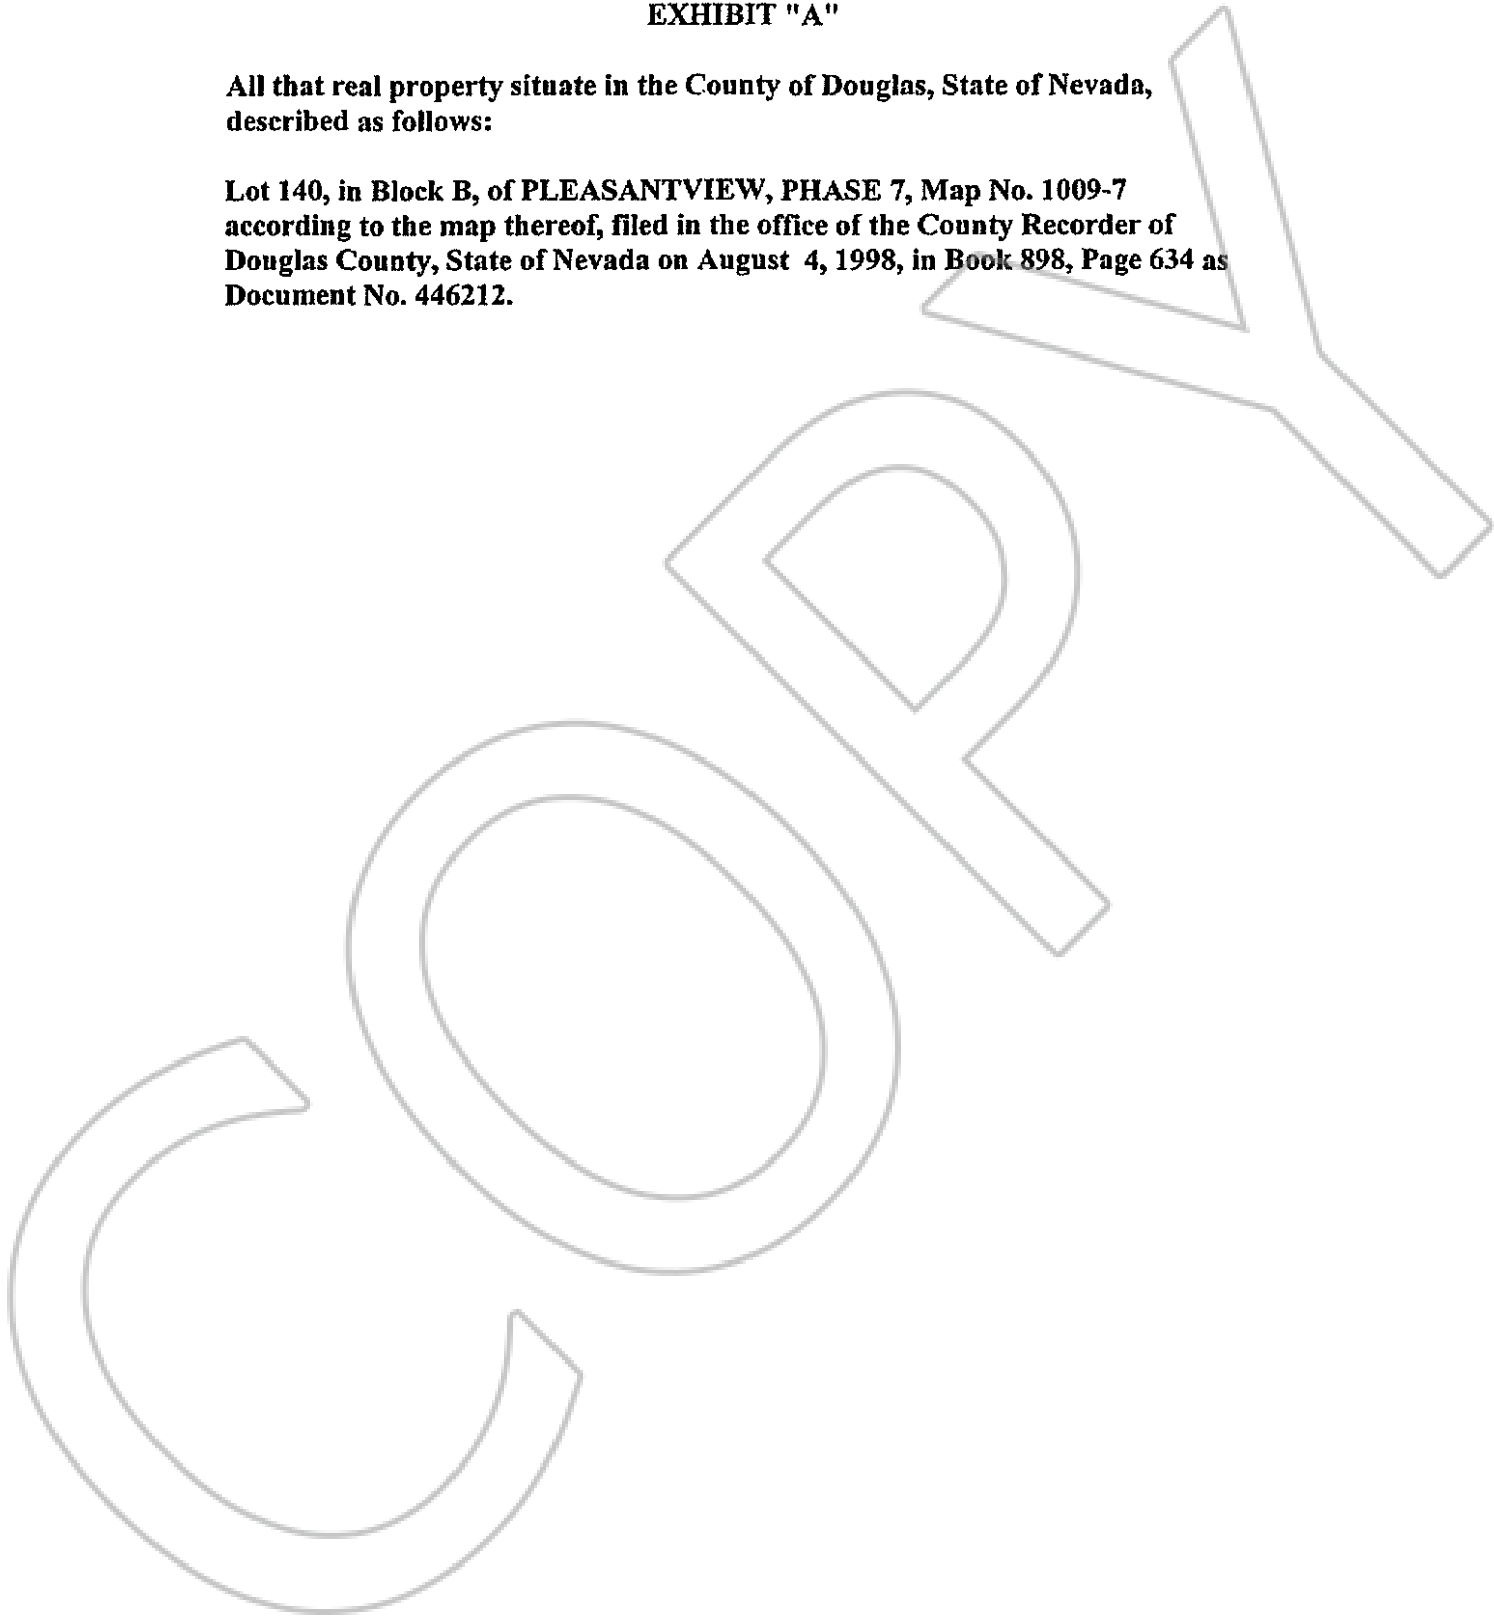 EXHIBIT "A"
All that real property situate in the County of Douglas, State of Nevada,
described as follows:
Lot 140, in Block B, of PLEASANTVIEW, PHASE 7, Map No. 1009-7
according to the map thereof, filed in the office of the County Recorder of
Douglas County, State of Nevada on August  4, 1998, in Book 898, Page 634 as
Document No. 446212.
COPY